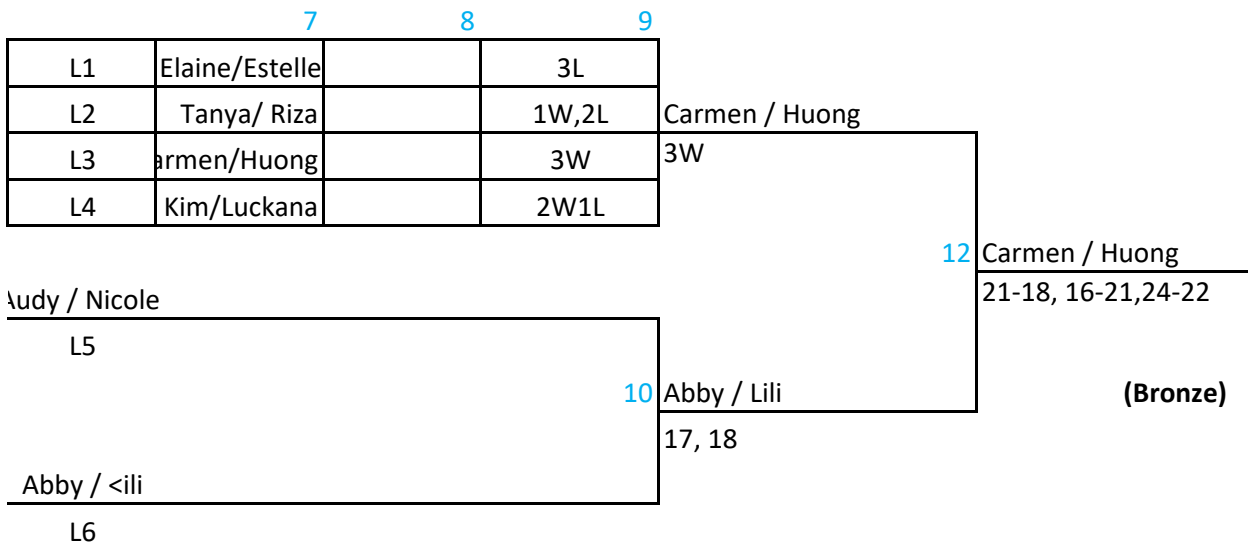 7 8 9
L1 Elaine/Estelle 3L
L2 Tanya/ Riza 1W,2L Carmen / Huong
L3 armen/Huong 3W 3W
L4 Kim/Luckana 2W1L
12 Carmen / Huong
21-18, 16-21,24-22
Audy / Nicole
L5
10 Abby / Lili (Bronze)
17, 18
Abby / <ili
L6